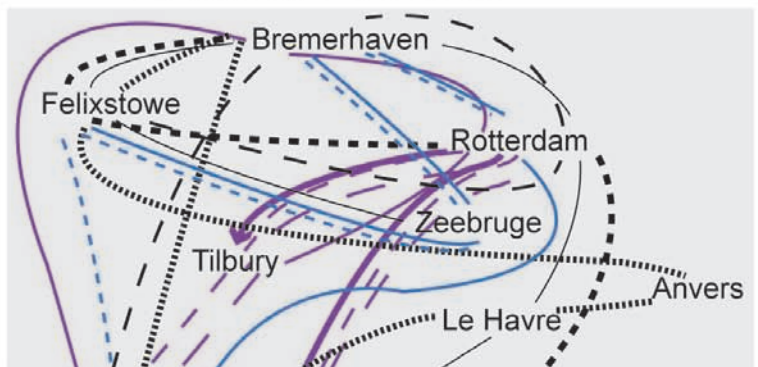 Bremerhaven
Felixstowe
Rotterdam
Zeebruge
Tilbury
Anvers
Le Havre